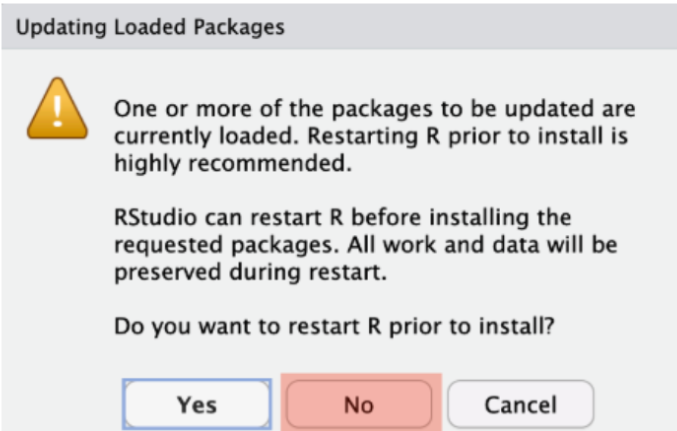 Updating Loaded Packages
One or more of the packages to be updated are
currently loaded. Restarting R prior to install is
highly recommended.
RStudio can restart R before installing the
requested packages. All work and data will be
preserved during restart.
Do you want to restart R prior to install?
Yes No Cancel